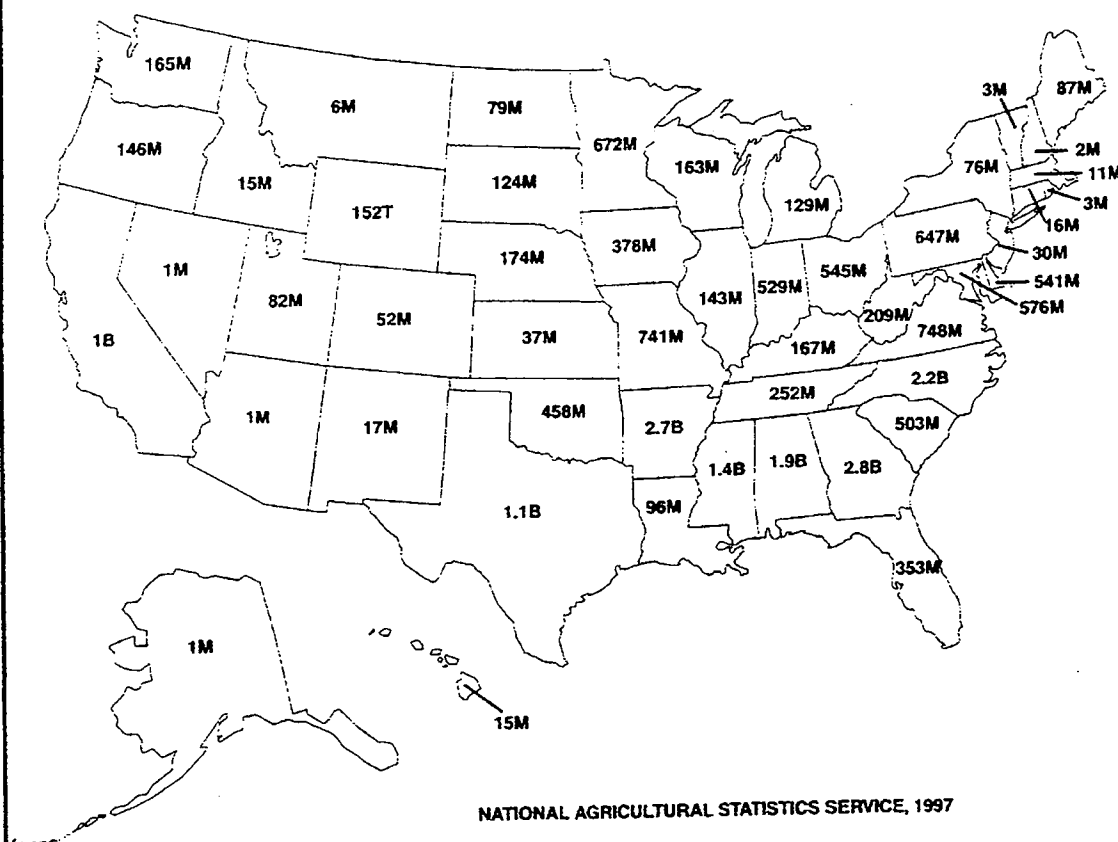 165M
6M
79M
3M
87M
146M
672M
163M
76M
2M
15M
124M
11M
152T
129M
3M
16M
1M
174M
378M
647M
30M
82M
529M
545M
541M
52M
143M
576M
1B
37M
741M
209M
748M
167M
2.2B
252M
1M
17M
458M
2.7B
503M
1.4B
1.9B
2.8B
1.1B
96M
353M
1M
15M
NATIONAL AGRICULTURAL STATISTICS SERVICE, 1997